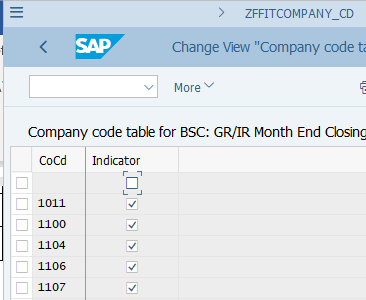 ZFFITCOMPANY_CD
SAP
Change View "Company code ta
More
Company code table for BSC: GR/IR Month End Closing
CoCd Indicator
1011
1100
1104
1106
1107